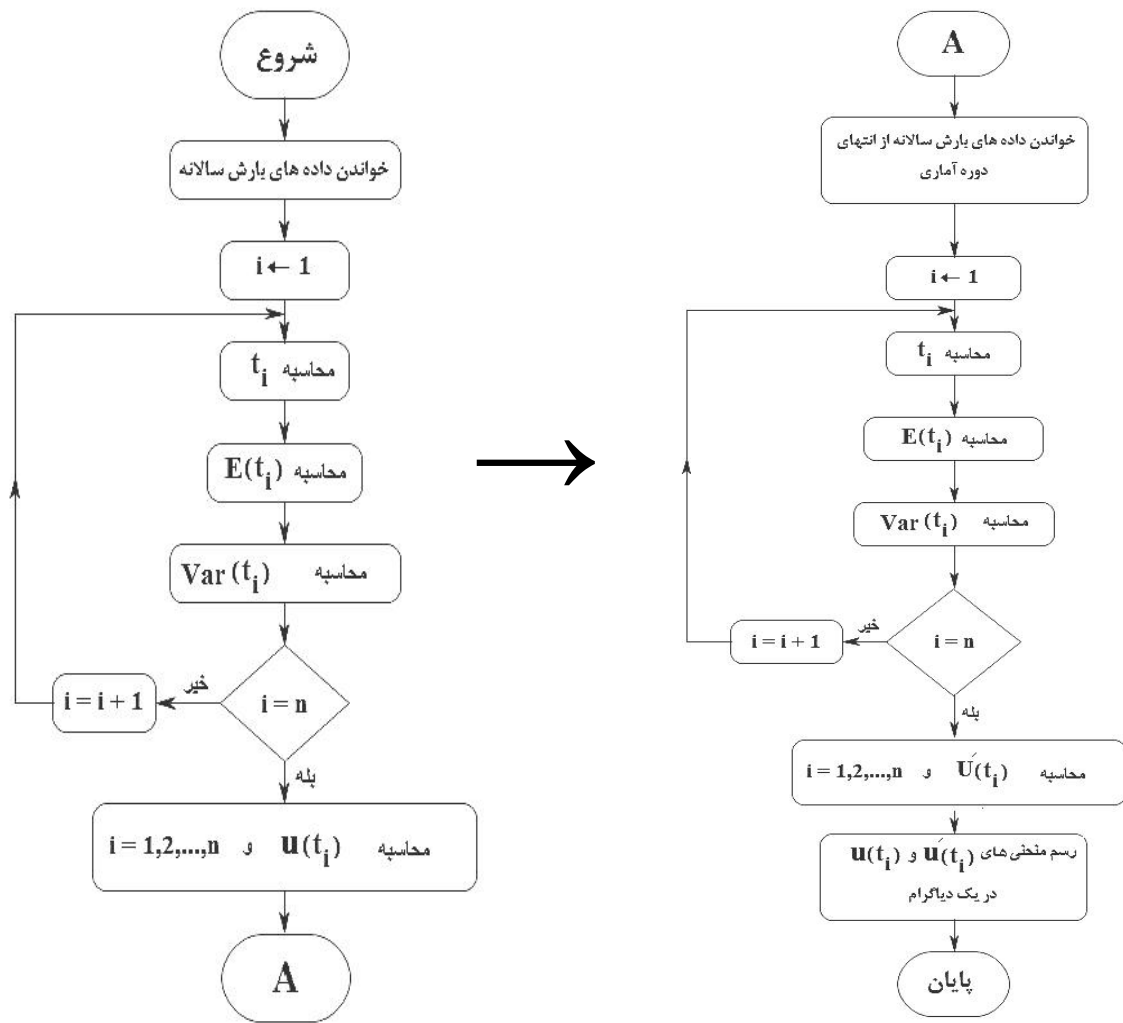 شروع
خواندن داده های بارش سالانه
i ← 1
محاسبه t_i
محاسبه E(t_i)
محاسبه Var(t_i)
i = n
خیر
i = i + 1
بله
محاسبه u(t_i) و i = 1,2,...,n
A
A
خواندن داده های بارش سالانه از انتهای
دوره آماری
i ← 1
محاسبه t_i
محاسبه E(t_i)
محاسبه Var(t_i)
i = n
خیر
i = i + 1
بله
محاسبه U´(t_i) و i = 1,2,...,n
رسم منحنی های u´(t_i) و u(t_i)
در یک دیاگرام
پایان